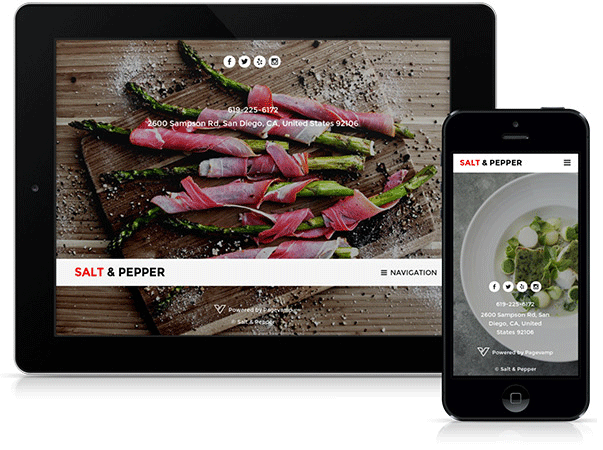 619-225-6172
2600 Sampson Rd, San Diego, CA, United States 92106
SALT & PEPPER
NAVIGATION
Powered by Pagevamp
© Salt & Pepper
SALT & PEPPER
619-225-6172
2600 Sampson Rd, San
Diego, CA, United
States 92106
Powered by Pagevamp
© Salt & Pepper